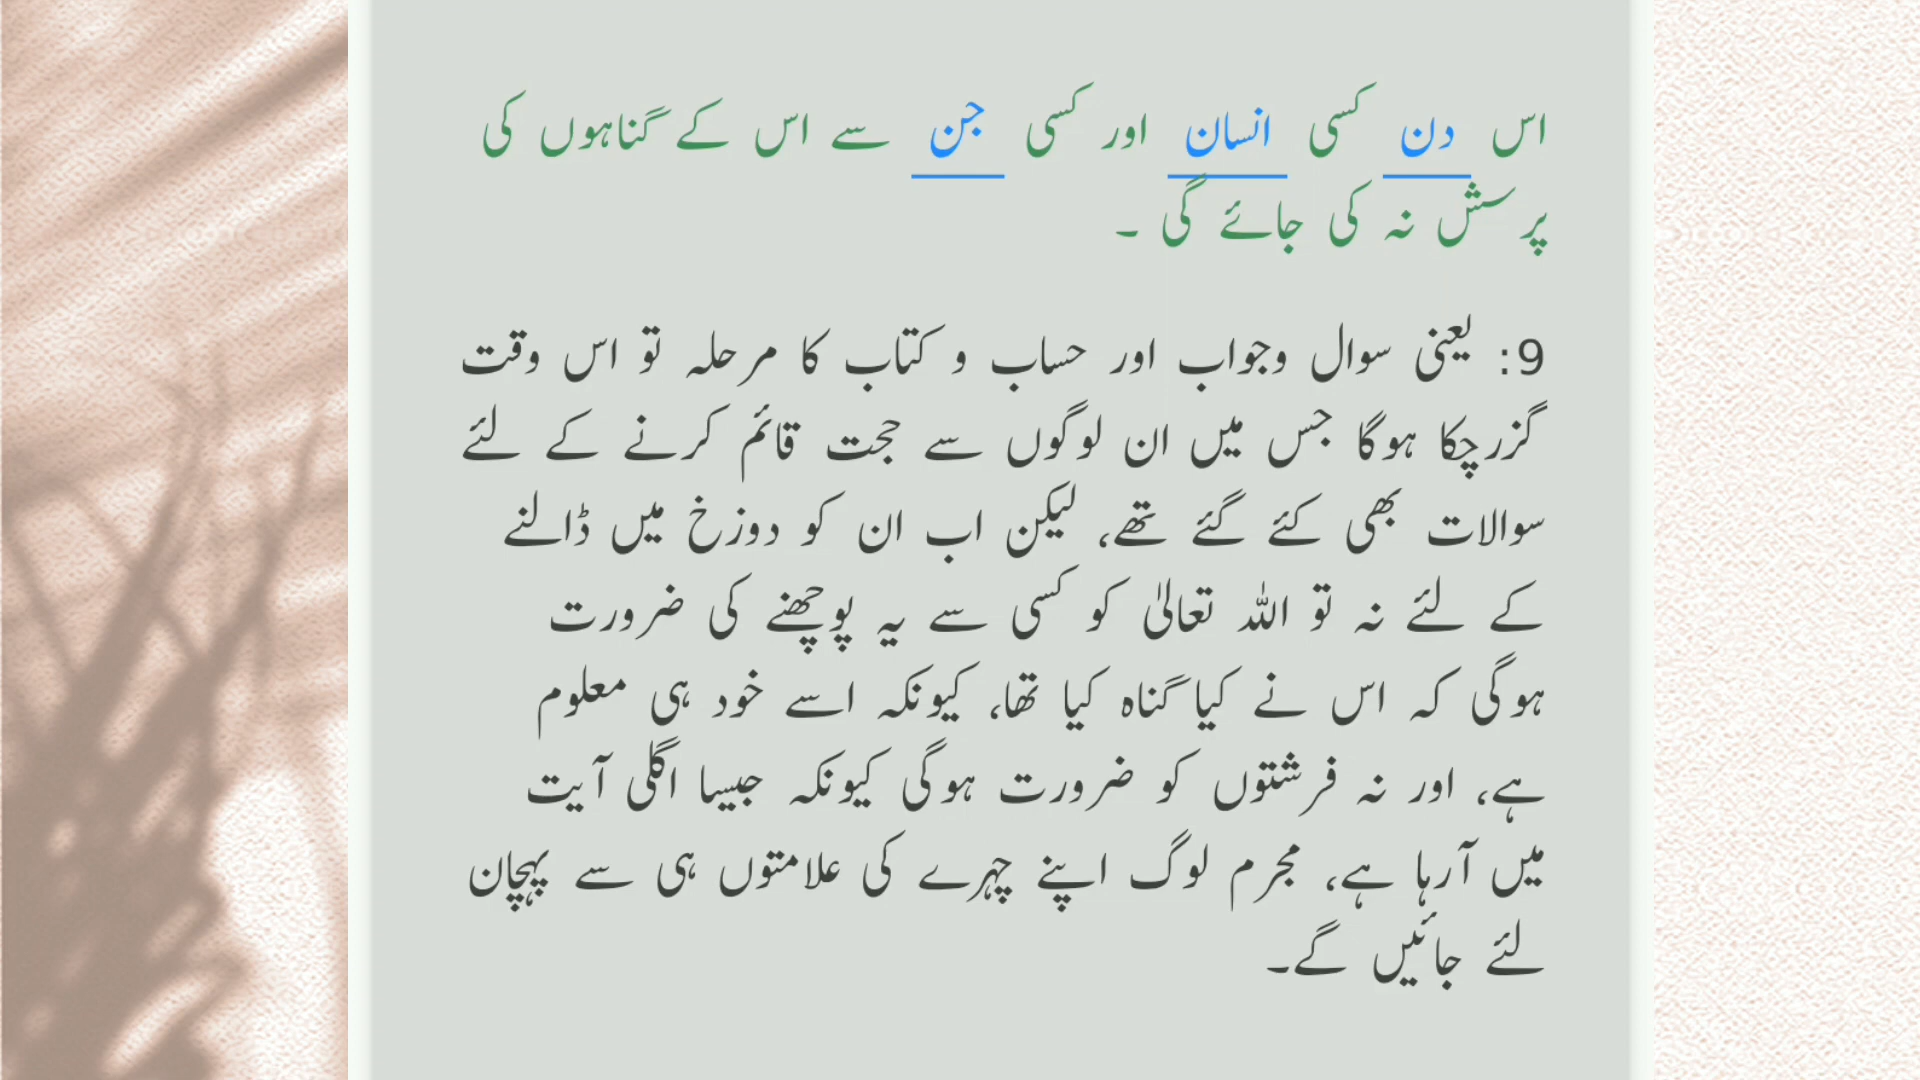 اس دن کسی انسان اور کسی جن سے اس کے گناہوں کی
پرسش نہ کی جائے گی ۔
9: یعنی سوال وجواب اور حساب و کتاب کا مرحلہ تو اس وقت
گزرچکا ہوگا جس میں ان لوگوں سے حجت قائم کرنے کے لئے
سوالات بھی کئے گئے تھے، لیکن اب ان کو دوزخ میں ڈالنے
کے لئے نہ تو اللہ تعالیٰ کو کسی سے یہ پوچھنے کی ضرورت
ہوگی کہ اس نے کیا گناہ کیا تھا، کیونکہ اسے خود ہی معلوم
ہے، اور نہ فرشتوں کو ضرورت ہوگی کیونکہ جیسا اگلی آیت
میں آرہا ہے، مجرم لوگ اپنے چہرے کی علامتوں ہی سے پہچان
لئے جائیں گے۔